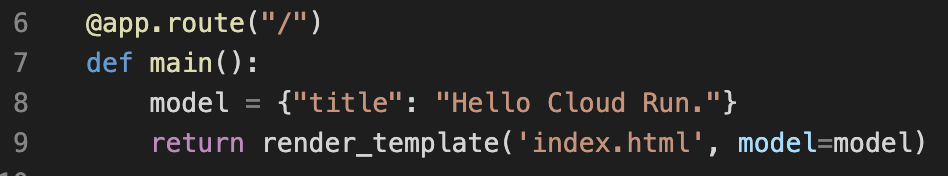 6 @app.route("/")
7 def main():
8     model = {"title": "Hello Cloud Run."}
9     return render_template('index.html', model=model)